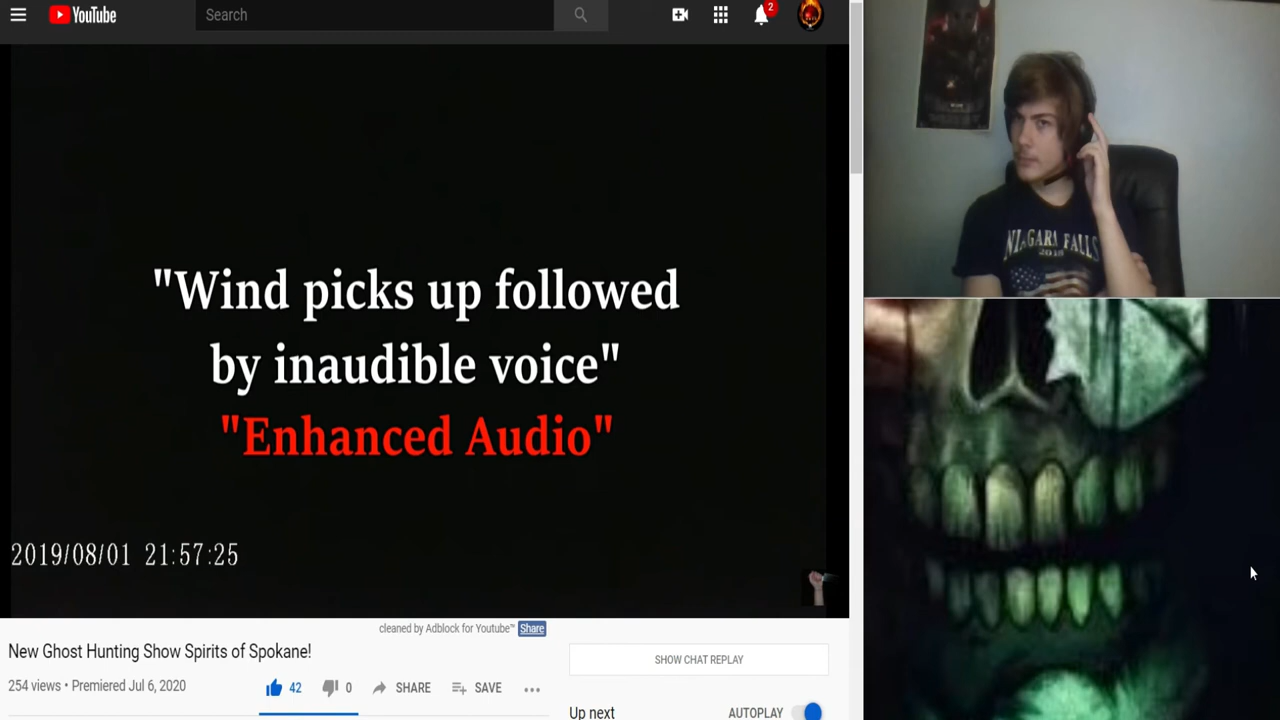 YouTube
Search
2
"Wind picks up followed
by inaudible voice"
"Enhanced Audio"
2019/08/01 21:57:25
cleaned by Adblock for Youtube™ Share
New Ghost Hunting Show Spirits of Spokane!
254 views • Premiered Jul 6, 2020
42
0
SHARE
SAVE
SHOW CHAT REPLAY
Up next
AUTOPLAY
NIAGARA FALLS